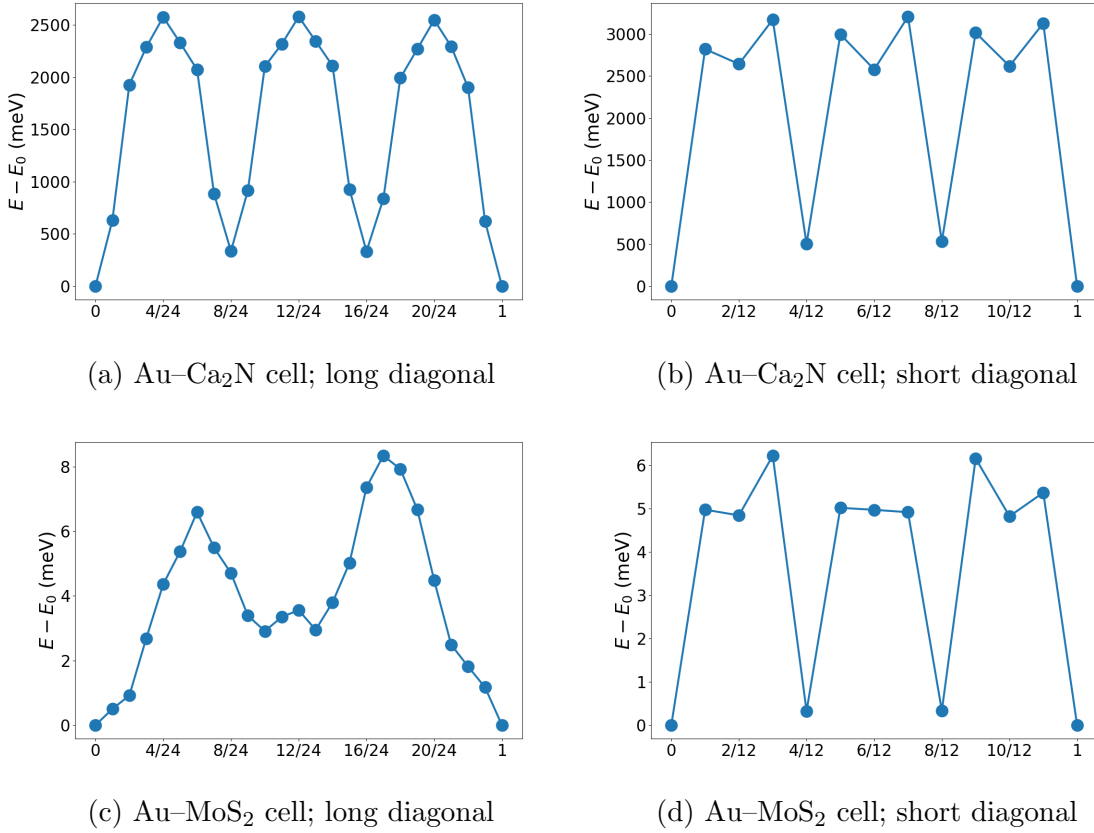 2500
2000
1500
1000
500
0
E − E₀ (meV)
0 4/24 8/24 12/24 16/24 20/24 1
(a) Au–Ca₂N cell; long diagonal
3000
2500
2000
1500
1000
500
0
E − E₀ (meV)
0 2/12 4/12 6/12 8/12 10/12 1
(b) Au–Ca₂N cell; short diagonal
8
6
4
2
0
E − E₀ (meV)
0 4/24 8/24 12/24 16/24 20/24 1
(c) Au–MoS₂ cell; long diagonal
6
5
4
3
2
1
0
E − E₀ (meV)
0 2/12 4/12 6/12 8/12 10/12 1
(d) Au–MoS₂ cell; short diagonal